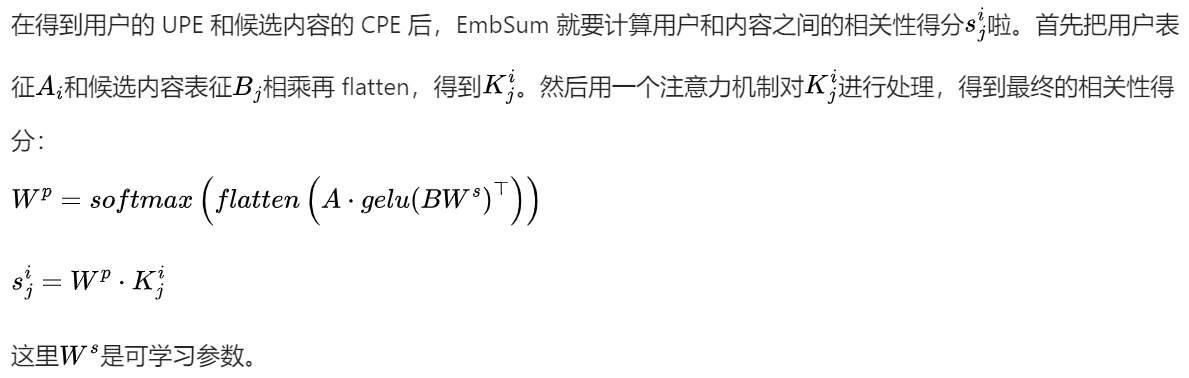 在得到用户的 UPE 和候选内容的 CPE 后，EmbSum 就要计算用户和内容之间的相关性得分$s_j^i$啦。首先把用户表
征$A_i$和候选内容表征$B_j$相乘再 flatten，得到$K_j^i$。然后用一个注意力机制对$K_j^i$进行处理，得到最终的相关性得
分：
$W^p = softmax\left(flatten\left(A \cdot gelu(BW^s)^\top\right)\right)$
$s_j^i = W^p \cdot K_j^i$
这里$W^s$是可学习参数。